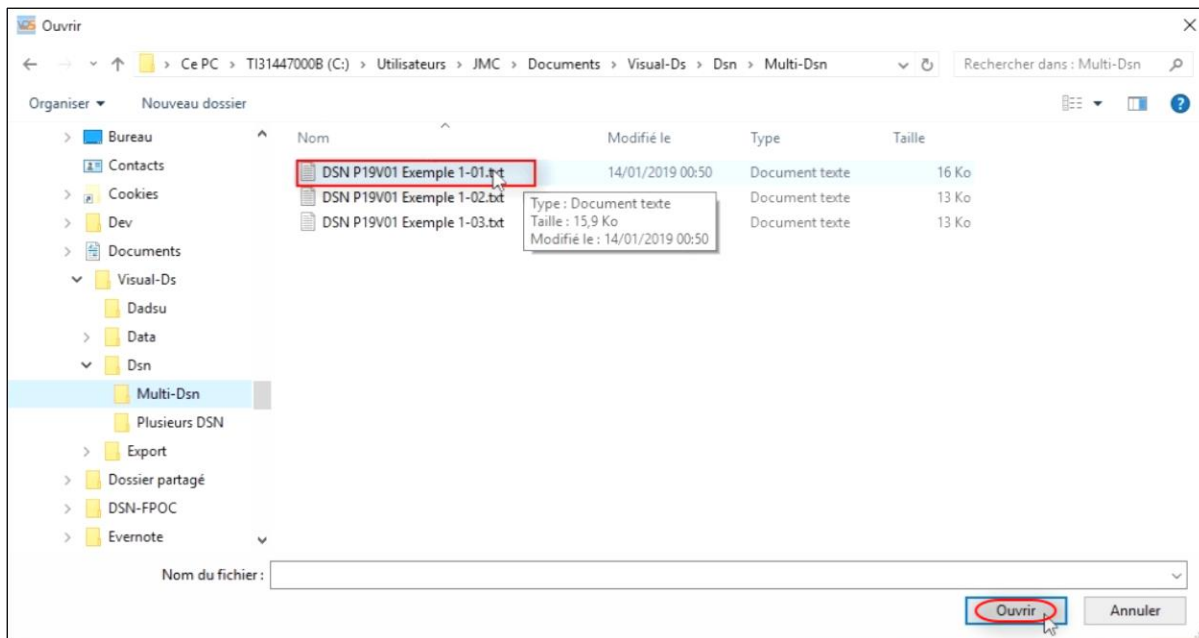 VDS Ouvrir
Ce PC > TI31447000B (C:) > Utilisateurs > JMC > Documents > Visual-Ds > Dsn > Multi-Dsn
Rechercher dans : Multi-Dsn
Organiser
Nouveau dossier
Bureau
Contacts
Cookies
Dev
Documents
Visual-Ds
Dadsu
Data
Dsn
Multi-Dsn
Plusieurs DSN
Export
Dossier partagé
DSN-FPOC
Evernote
Nom Modifié le Type Taille
DSN P19V01 Exemple 1-01.txt 14/01/2019 00:50 Document texte 16 Ko
DSN P19V01 Exemple 1-02.txt Document texte 13 Ko
DSN P19V01 Exemple 1-03.txt Document texte 13 Ko
Type : Document texte
Taille : 15,9 Ko
Modifié le : 14/01/2019 00:50
Nom du fichier :
Ouvrir Annuler